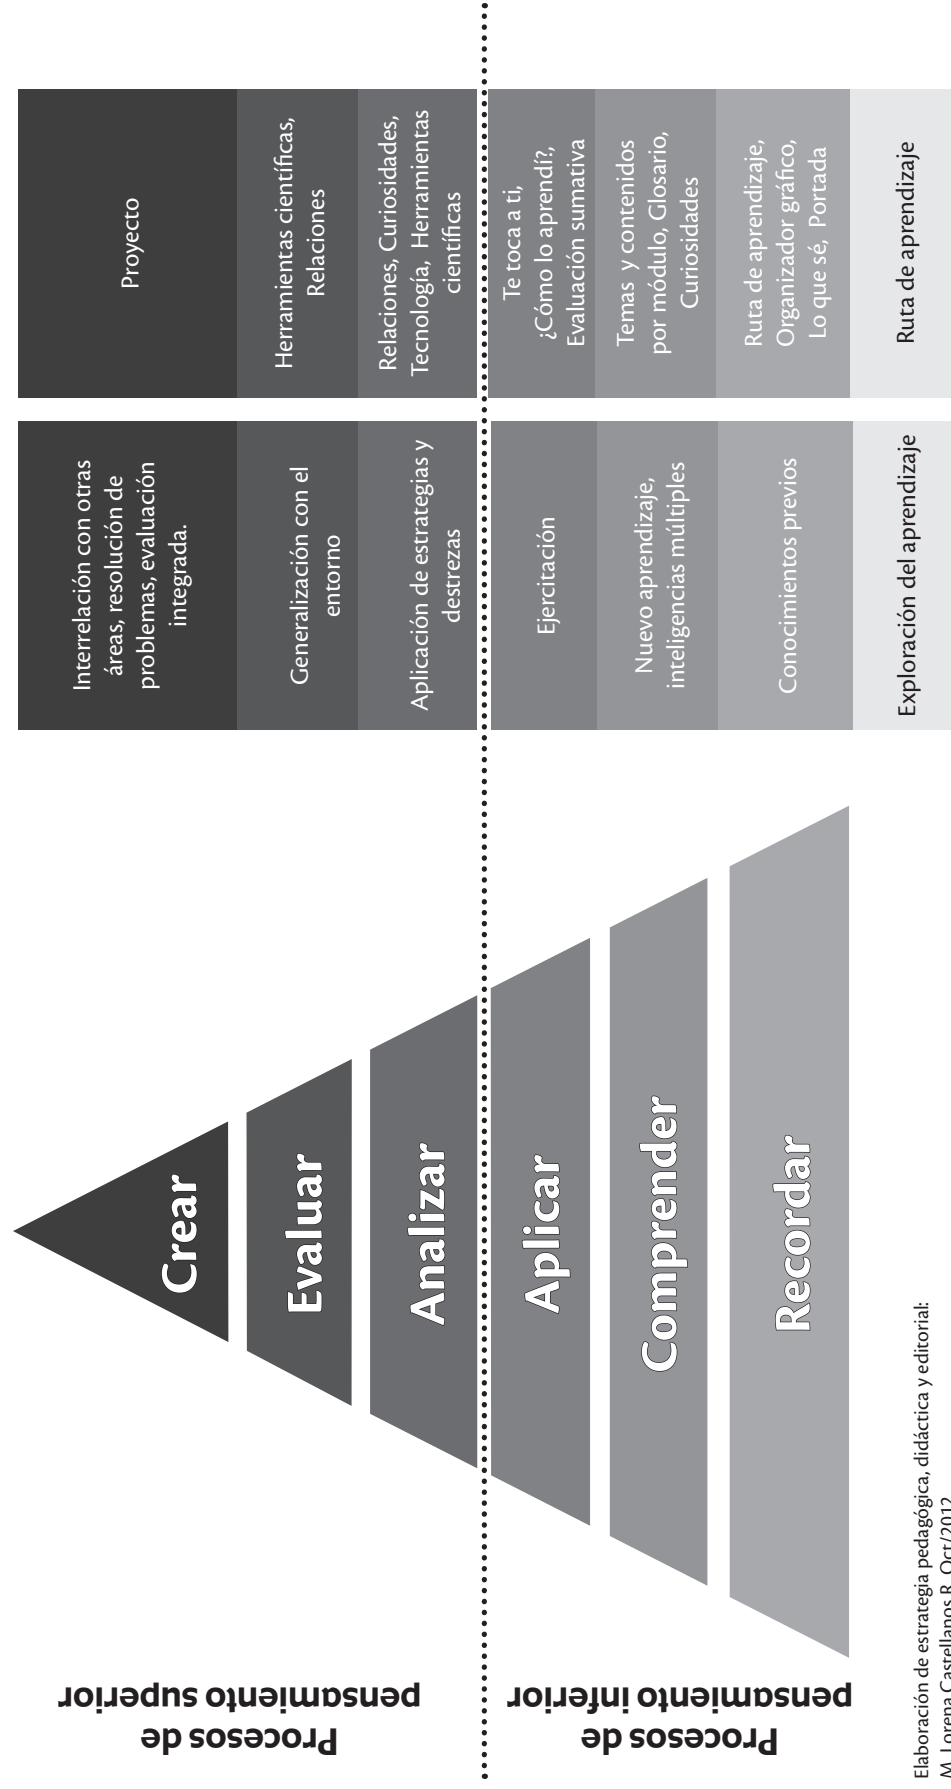 Procesos de
pensamiento superior
Procesos de
pensamiento inferior
Crear
Evaluar
Analizar
Aplicar
Comprender
Recordar
Interrelación con otras
áreas, resolución de
problemas, evaluación
integrada.
Generalización con el
entorno
Aplicación de estrategias y
destrezas
Ejercitación
Nuevo aprendizaje,
inteligencias múltiples
Conocimientos previos
Exploración del aprendizaje
Proyecto
Herramientas científicas,
Relaciones
Relaciones, Curiosidades,
Tecnología, Herramientas
científicas
Te toca a ti,
¿Cómo lo aprendí?,
Evaluación sumativa
Temas y contenidos
por módulo, Glosario,
Curiosidades
Ruta de aprendizaje,
Organizador gráfico,
Lo que sé, Portada
Ruta de aprendizaje
Elaboración de estrategia pedagógica, didáctica y editorial:
M. Lorena Castellanos R. Oct/2012